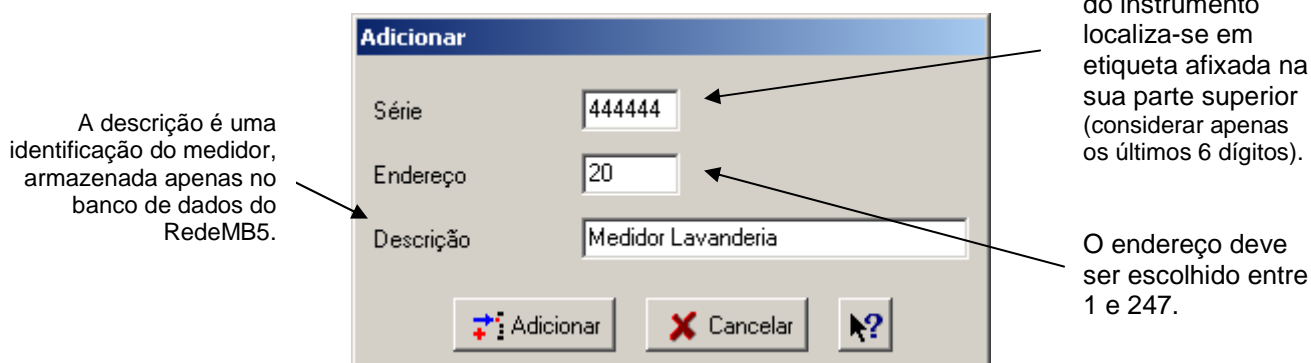 do instrumento
localiza-se em
etiqueta afixada na
sua parte superior
(considerar apenas
os últimos 6 dígitos).
Adicionar
Série
444444
A descrição é uma
identificação do medidor,
armazenada apenas no
banco de dados do
RedeMB5.
Endereço
20
Descrição
Medidor Lavanderia
O endereço deve
ser escolhido entre
1 e 247.
Adicionar
Cancelar
?